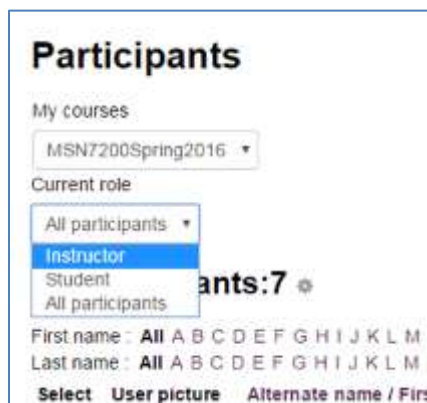 Participants
My courses
MSN7200Spring2016
Current role
All participants
Instructor
Student
All participants
ants:7
First name : All A B C D E F G H I J K L M
Last name : All A B C D E F G H I J K L M
Select User picture Alternate name / Firs